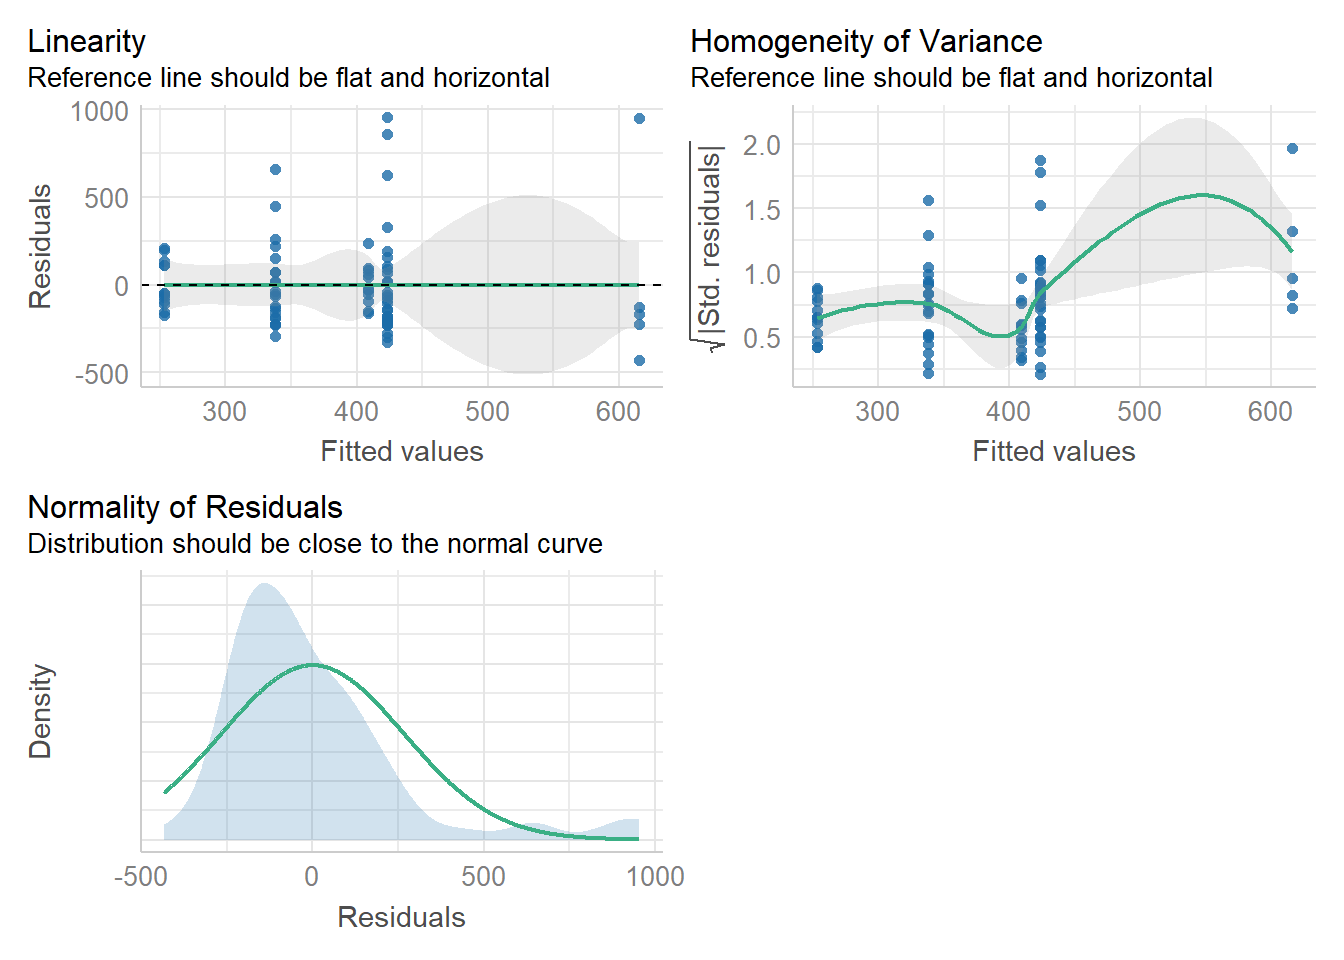 Linearity
Reference line should be flat and horizontal
1000
500
0
-500
Residuals
300 400 500 600
Fitted values
Homogeneity of Variance
Reference line should be flat and horizontal
2.0
1.5
1.0
0.5
√|Std. residuals|
300 400 500 600
Fitted values
Normality of Residuals
Distribution should be close to the normal curve
Density
-500 0 500 1000
Residuals